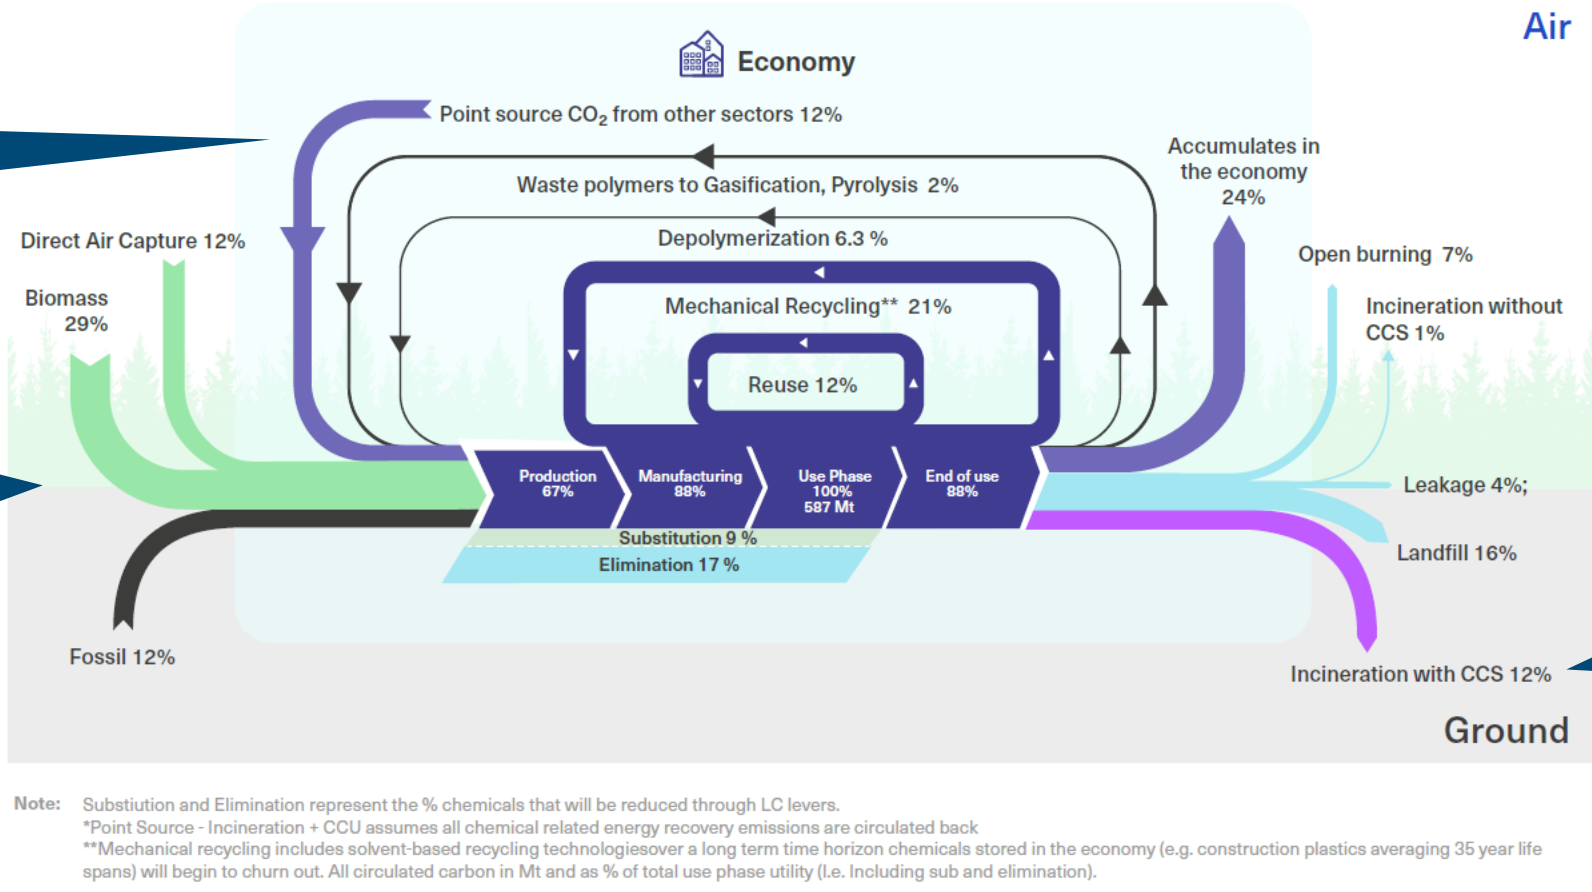 Air
Economy
Point source CO₂ from other sectors 12%
Accumulates in
the economy
24%
Waste polymers to Gasification, Pyrolysis 2%
Direct Air Capture 12%
Depolymerization 6.3 %
Open burning 7%
Biomass
29%
Mechanical Recycling** 21%
Incineration without
CCS 1%
Reuse 12%
Production
67%
Manufacturing
88%
Use Phase
100%
587 Mt
End of use
88%
Leakage 4%;
Substitution 9 %
Landfill 16%
Elimination 17 %
Fossil 12%
Incineration with CCS 12%
Ground
Note: Substiution and Elimination represent the % chemicals that will be reduced through LC levers.
*Point Source - Incineration + CCU assumes all chemical related energy recovery emissions are circulated back
**Mechanical recycling includes solvent-based recycling technologiesover a long term time horizon chemicals stored in the economy (e.g. construction plastics averaging 35 year life
spans) will begin to churn out. All circulated carbon in Mt and as % of total use phase utility (I.e. Including sub and elimination).